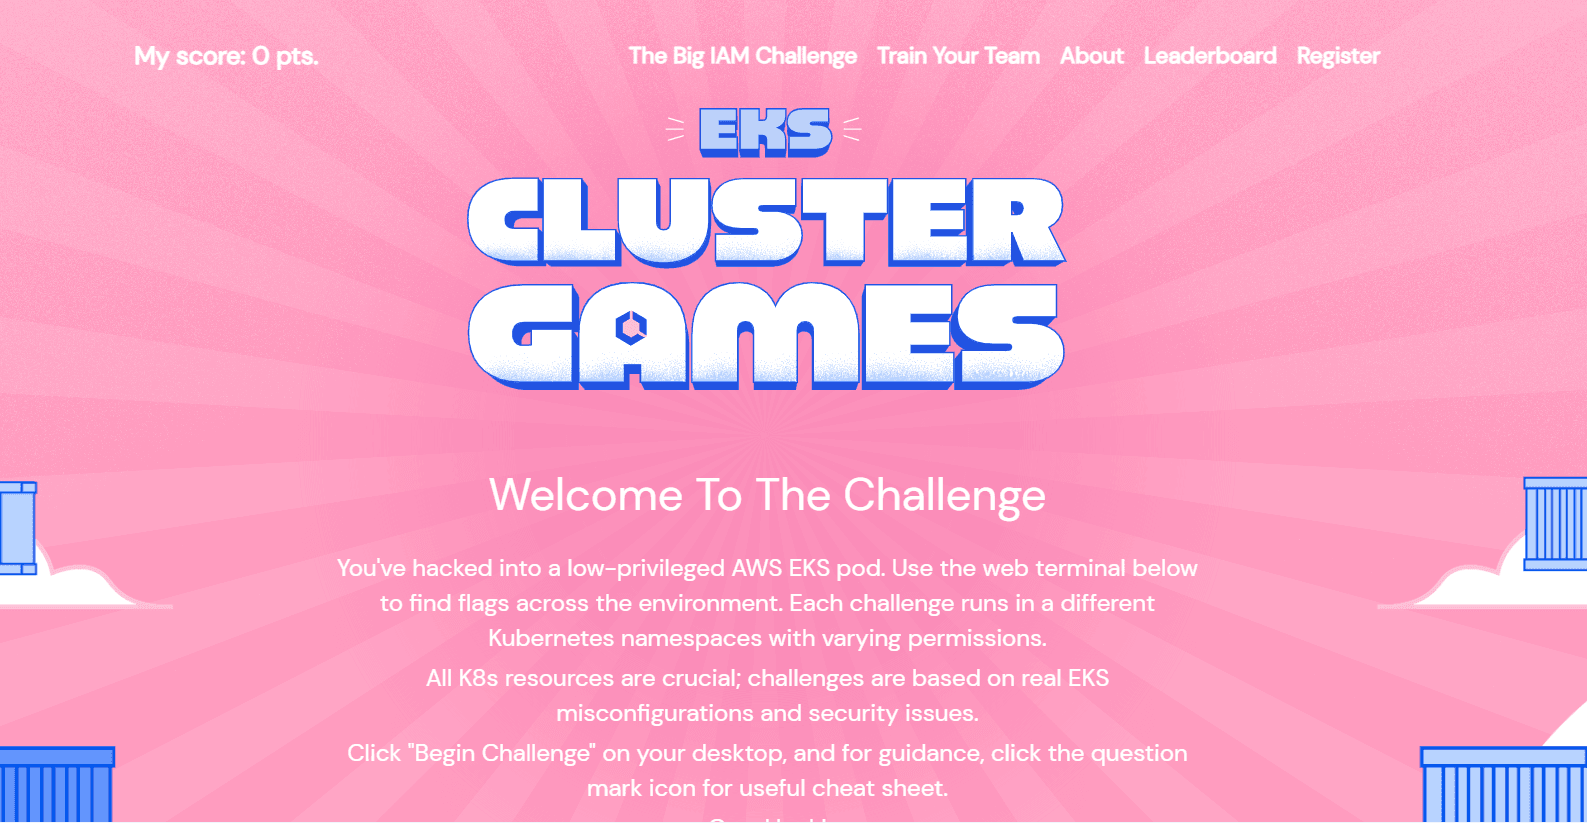 My score: 0 pts.
The Big IAM Challenge Train Your Team About Leaderboard Register
EKS
CLUSTER
GAMES
Welcome To The Challenge
You've hacked into a low-privileged AWS EKS pod. Use the web terminal below
to find flags across the environment. Each challenge runs in a different
Kubernetes namespaces with varying permissions.
All K8s resources are crucial; challenges are based on real EKS
misconfigurations and security issues.
Click "Begin Challenge" on your desktop, and for guidance, click the question
mark icon for useful cheat sheet.